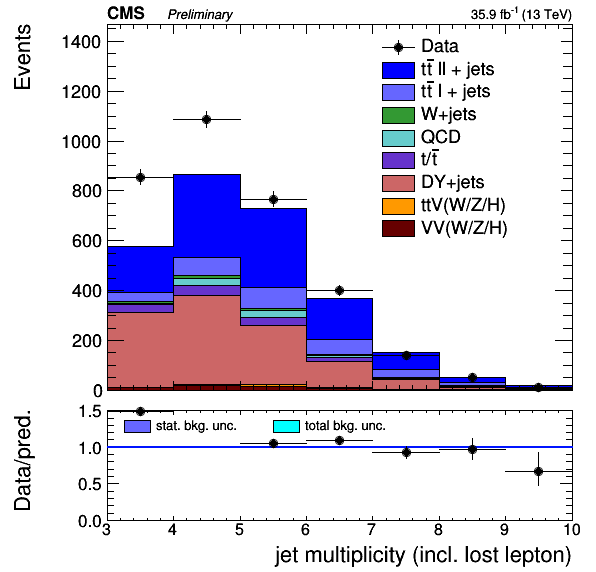 CMS Preliminary 35.9 fb⁻¹ (13 TeV)
Events
1400
1200
1000
800
600
400
200
0
Data
tt̄ ll + jets
tt̄ l + jets
W+jets
QCD
t/t̄
DY+jets
ttV(W/Z/H)
VV(W/Z/H)
Data/pred.
1.5
1.0
0.5
0.0
stat. bkg. unc. total bkg. unc.
3 4 5 6 7 8 9 10
jet multiplicity (incl. lost lepton)